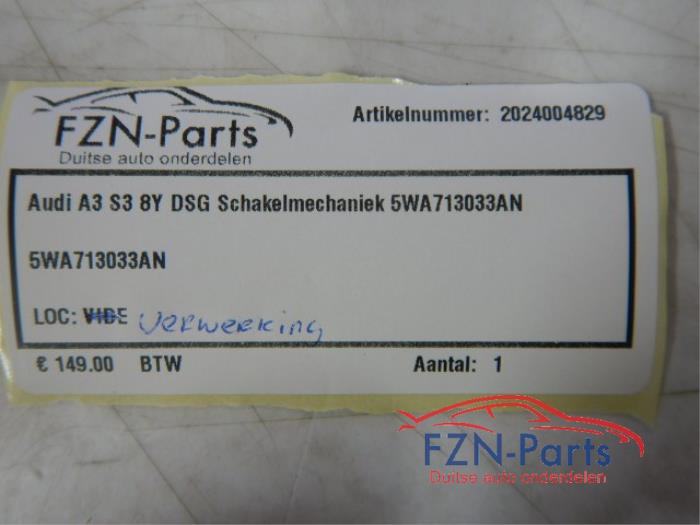 FZN-Parts
Duitse auto onderdelen
Artikelnummer: 2024004829
Audi A3 S3 8Y DSG Schakelmechaniek 5WA713033AN
5WA713033AN
LOC: VIDE Verwerking
€ 149.00 BTW Aantal: 1
FZN-Parts
Duitse auto onderdelen